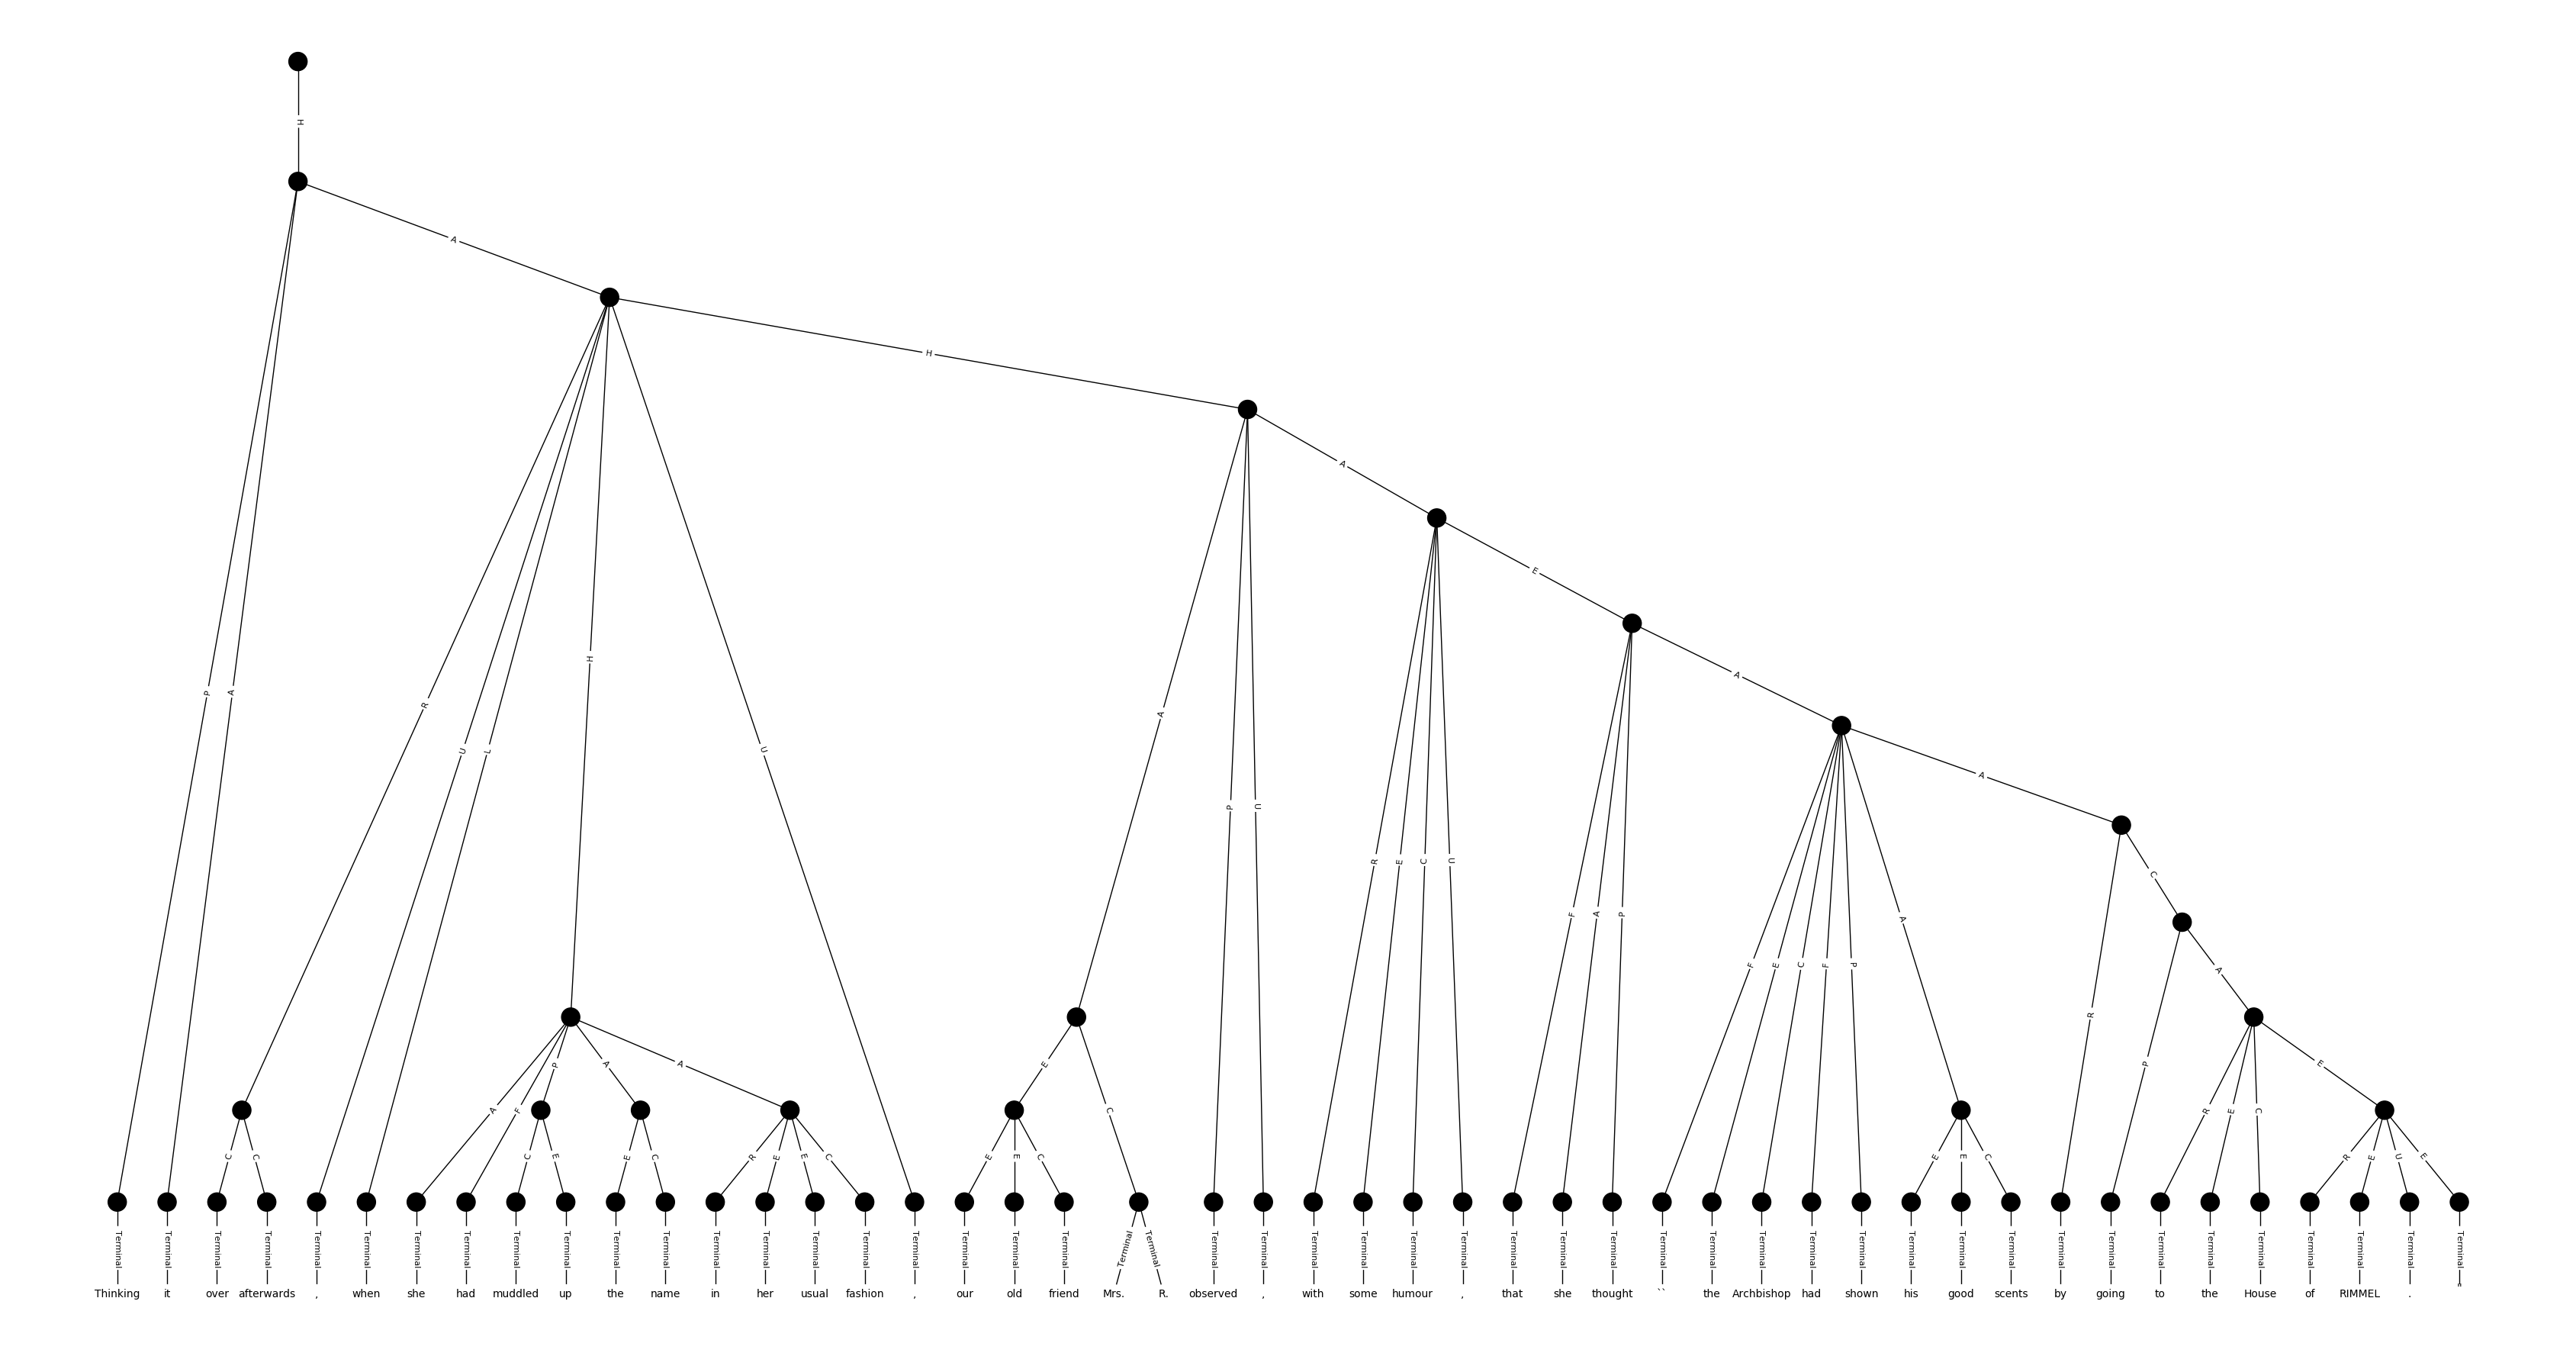 H
A
H
A
E
A
A
C
A
E
P A R U L H U A P U R E C U F A P F E C F P A R P
A F P A A E C R E C
C C C E E C R E E C E E C E E C R E U E
Terminal Terminal Terminal Terminal Terminal Terminal Terminal Terminal Terminal Terminal Terminal Terminal Terminal Terminal Terminal Terminal Terminal Terminal Terminal Terminal Terminal Terminal Terminal Terminal Terminal Terminal Terminal Terminal Terminal Terminal Terminal Terminal Terminal Terminal Terminal Terminal Terminal Terminal Terminal Terminal Terminal Terminal Terminal Terminal Terminal Terminal Terminal Terminal
Thinking it over afterwards , when she had muddled up the name in her usual fashion , our old friend Mrs. R. observed , with some humour , that she thought `` the Archbishop had shown his good scents by going to the House of RIMMEL . "